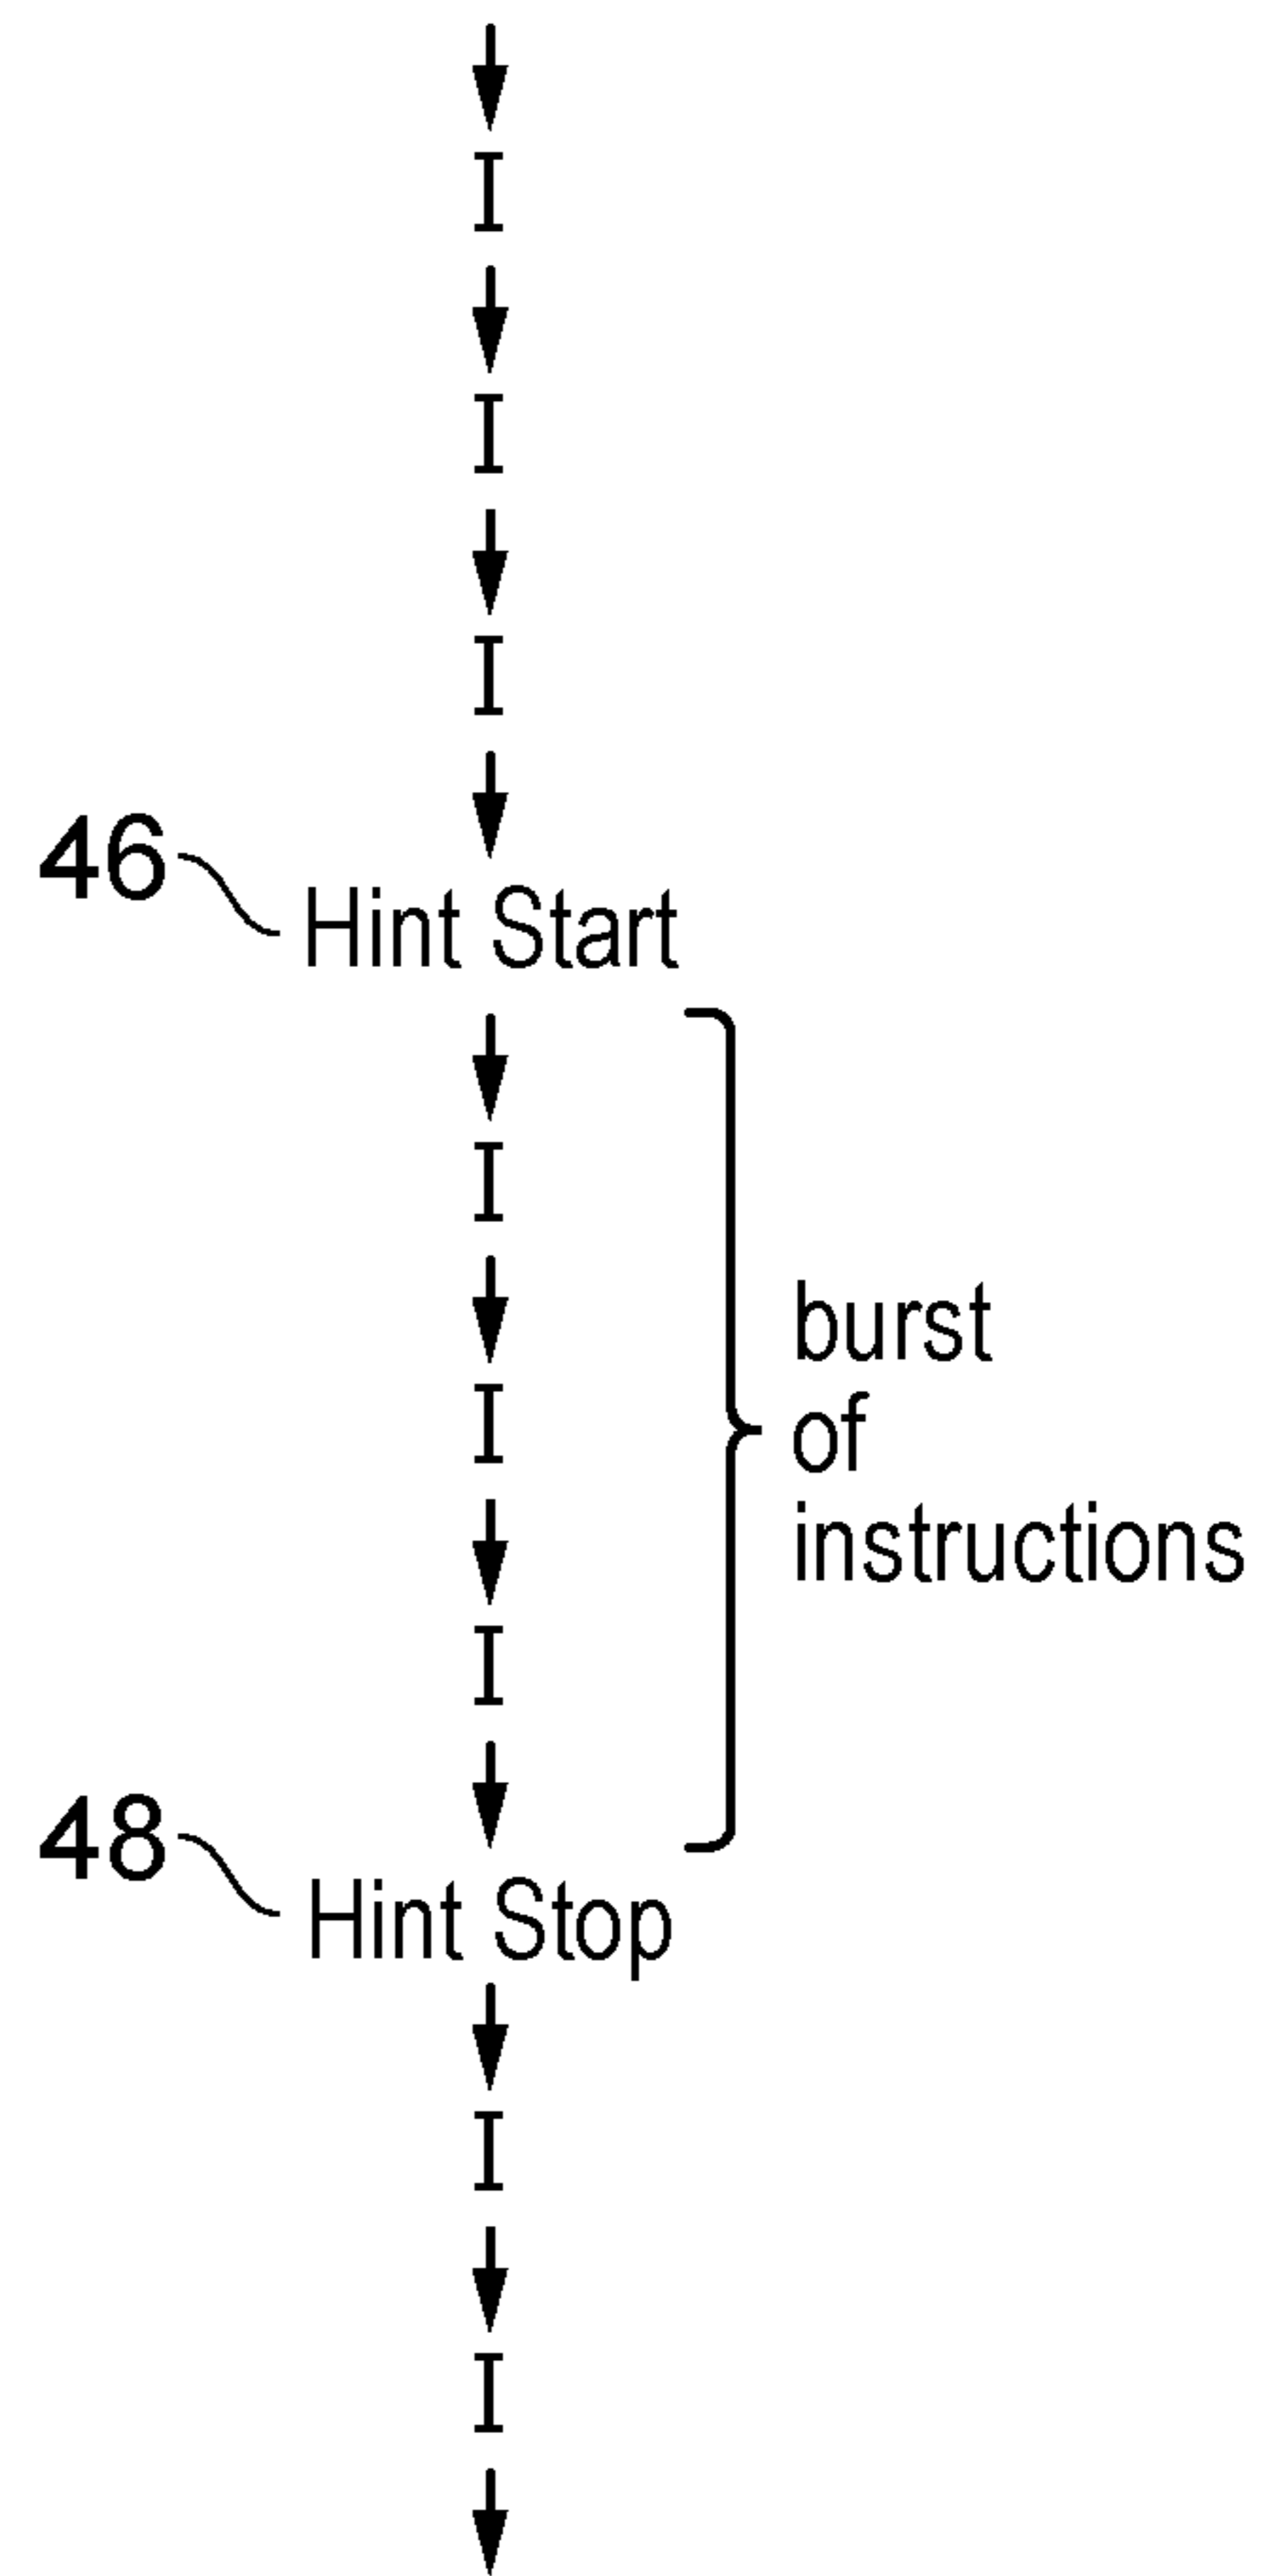 I
I
I
46 Hint Start
I
I
burst
of
instructions
I
48 Hint Stop
I
I